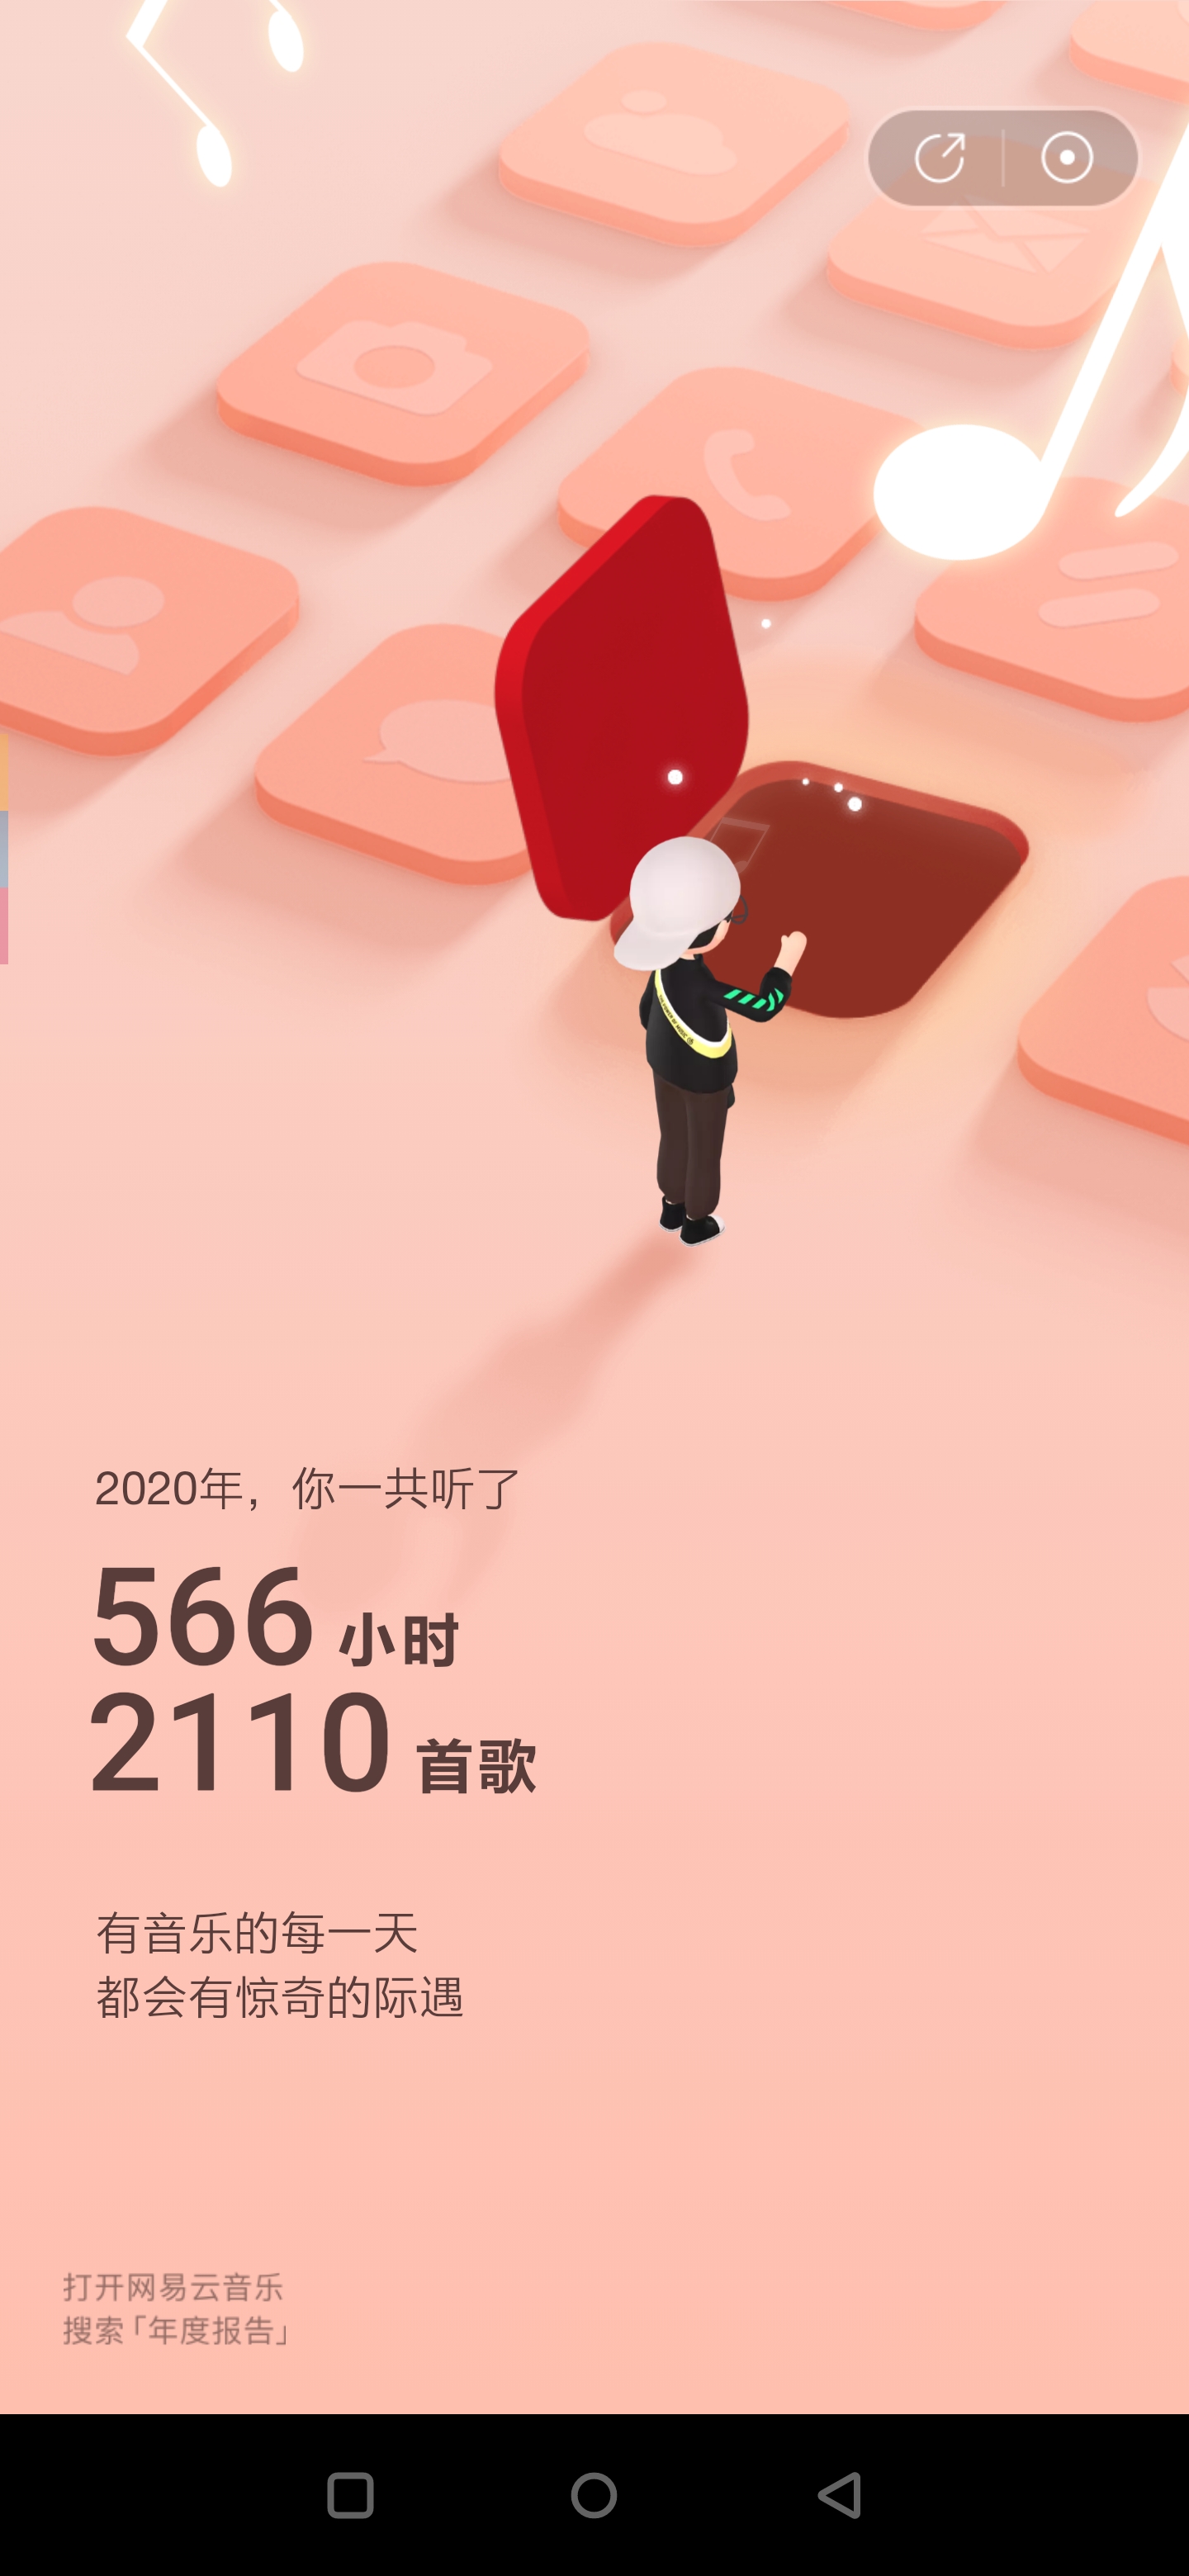 2020年，你一共听了
566 小时
2110 首歌
有音乐的每一天
都会有惊奇的际遇
打开网易云音乐
搜索「年度报告」